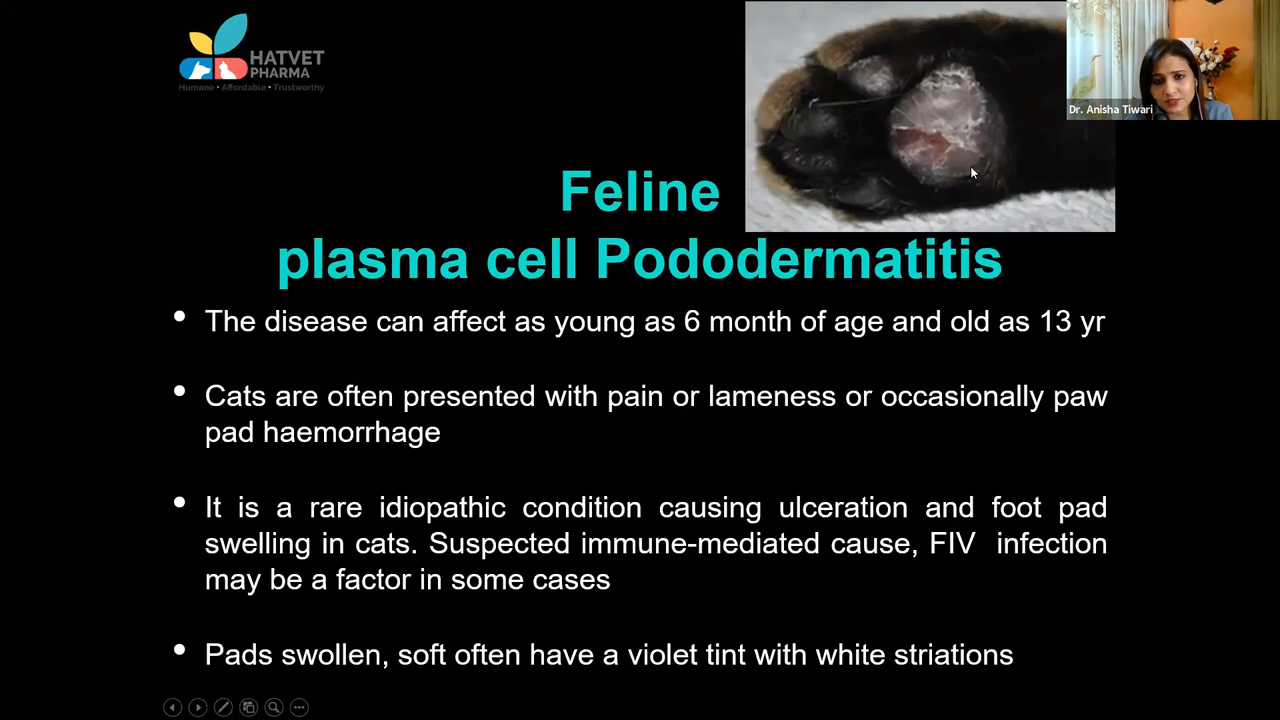 HATVET
PHARMA
Humane • Affordable • Trustworthy
Dr. Anisha Tiwari
Feline
plasma cell Pododermatitis
• The disease can affect as young as 6 month of age and old as 13 yr
• Cats are often presented with pain or lameness or occasionally paw
pad haemorrhage
• It is a rare idiopathic condition causing ulceration and foot pad
swelling in cats. Suspected immune-mediated cause, FIV infection
may be a factor in some cases
• Pads swollen, soft often have a violet tint with white striations